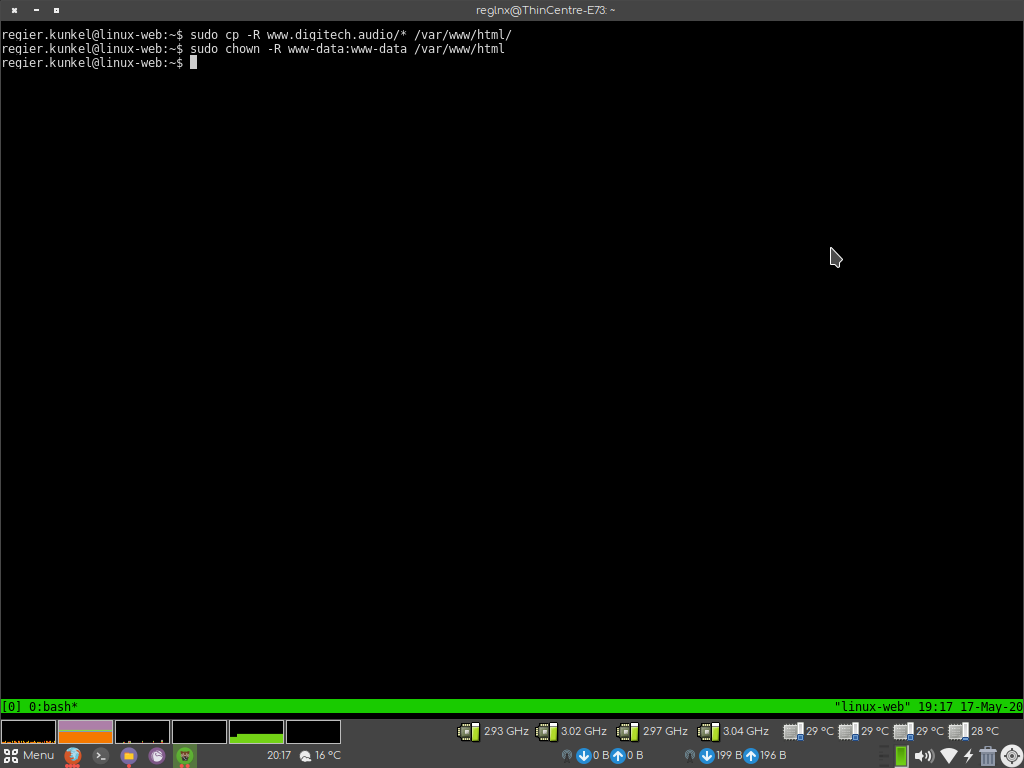 reglnx@ThinCentre-E73: ~
regier.kunkel@linux-web:~$ sudo cp -R www.digitech.audio/* /var/www/html/
regier.kunkel@linux-web:~$ sudo chown -R www-data:www-data /var/www/html
regier.kunkel@linux-web:~$
[0] 0:bash* "linux-web" 19:17 17-May-20
2.93 GHz 3.02 GHz 2.97 GHz 3.04 GHz 29 °C 29 °C 29 °C 28 °C
Menu 20:17 16 °C 0 B 0 B 199 B 196 B